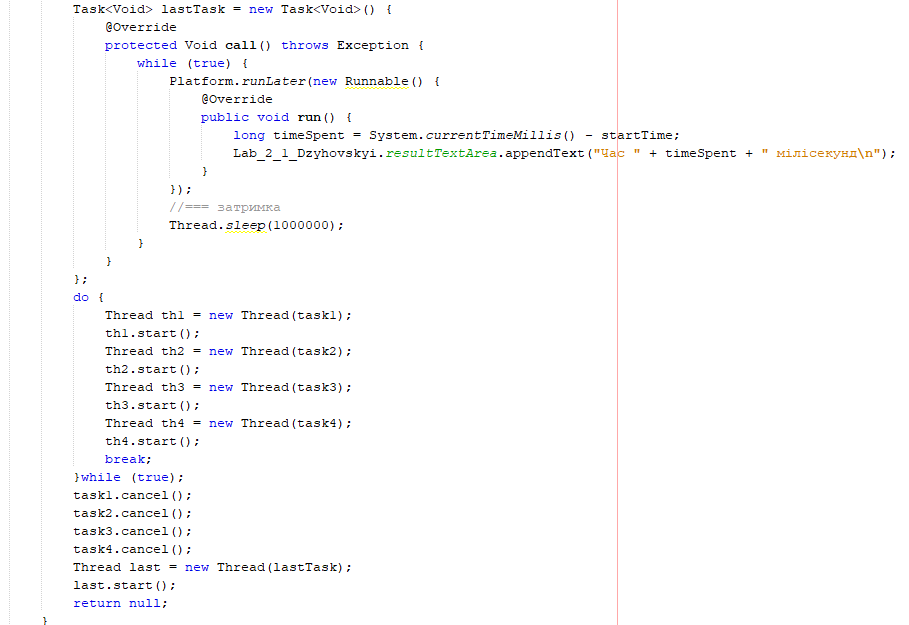 Task<Void> lastTask = new Task<Void>() {
@Override
protected Void call() throws Exception {
while (true) {
Platform.runLater(new Runnable() {
@Override
public void run() {
long timeSpent = System.currentTimeMillis() - startTime;
Lab_2_1_Dzyhovskyi.resultTextArea.appendText("Час " + timeSpent + " мілісекунд\n");
}
});
//=== затримка
Thread.sleep(1000000);
}
}
};
do {
Thread th1 = new Thread(task1);
th1.start();
Thread th2 = new Thread(task2);
th2.start();
Thread th3 = new Thread(task3);
th3.start();
Thread th4 = new Thread(task4);
th4.start();
break;
}while (true);
task1.cancel();
task2.cancel();
task3.cancel();
task4.cancel();
Thread last = new Thread(lastTask);
last.start();
return null;
}